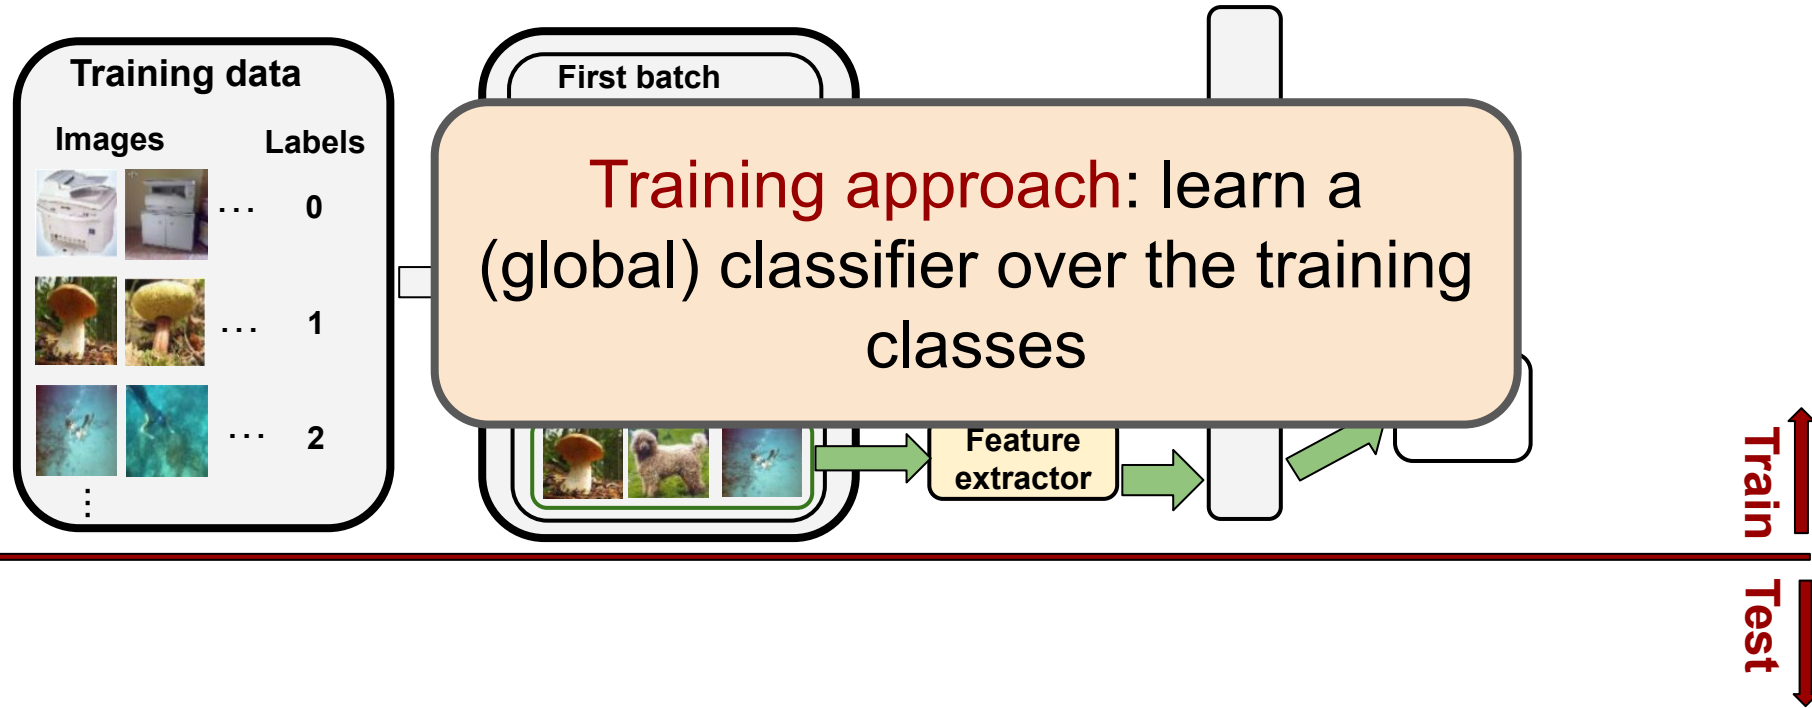 Training data
Images
Labels
... 0
... 1
... 2
...
First batch
Training approach: learn a
(global) classifier over the training
classes
Feature
extractor
Train
Test